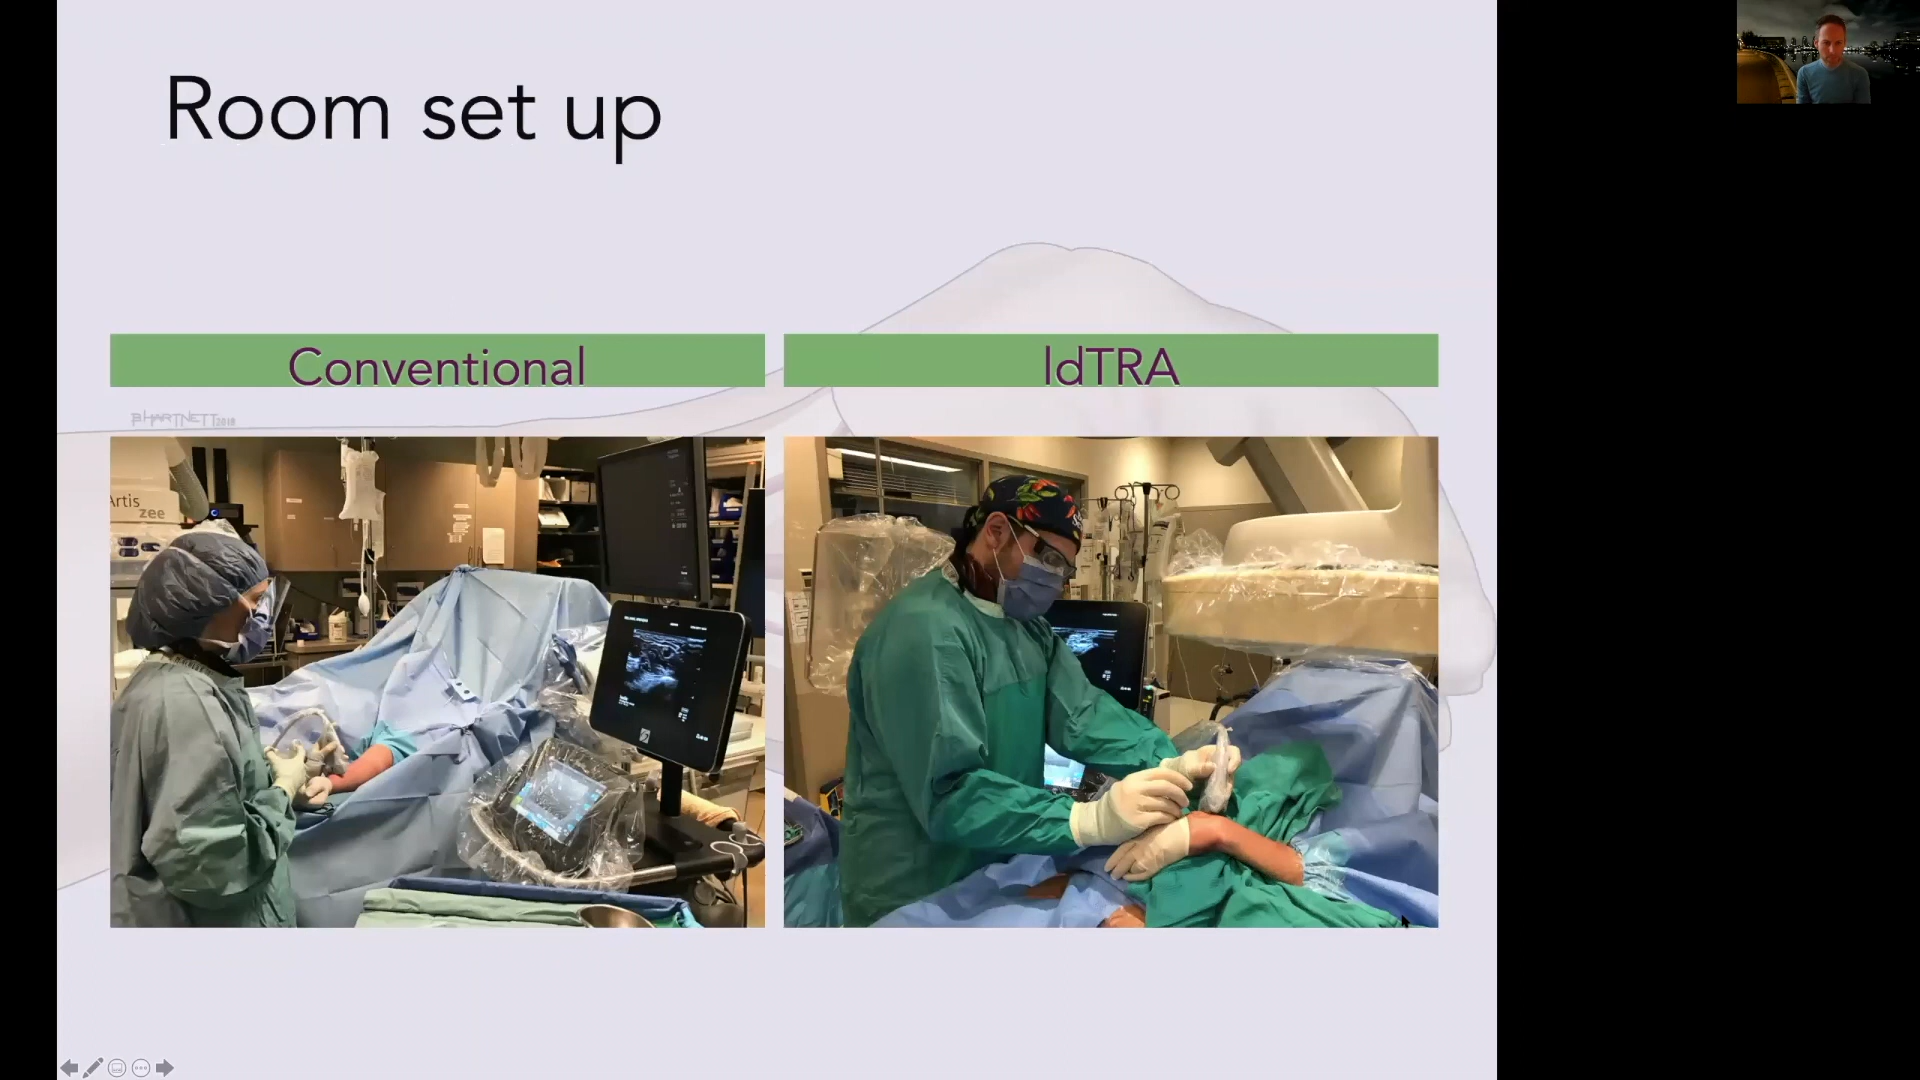 Room set up
Conventional
ldTRA
BHARTNETT2018
Artis
zee